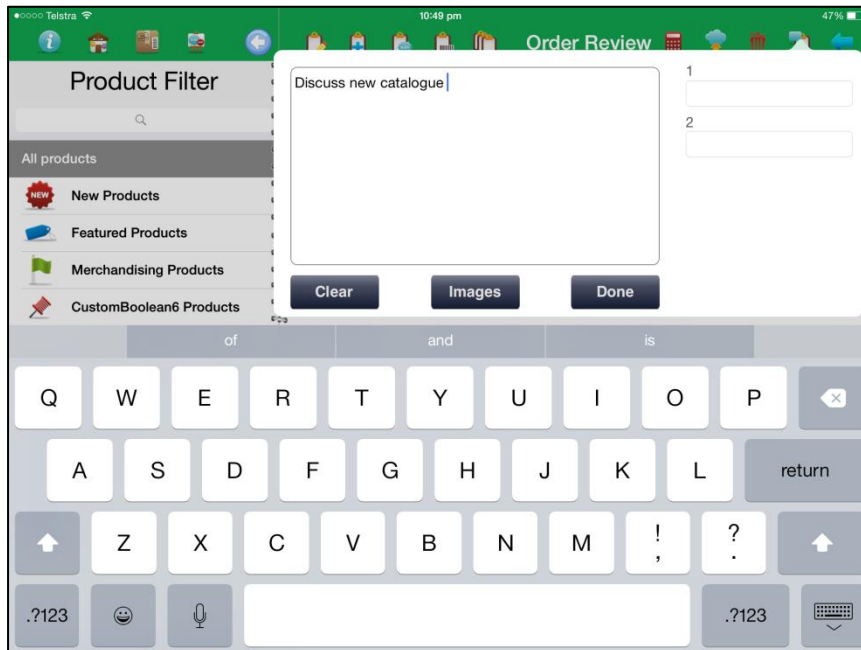 Telstra
10:49 pm
47%
Order Review
Product Filter
All products
NEW
New Products
Featured Products
Merchandising Products
CustomBoolean6 Products
Discuss new catalogue
1
2
Clear Images Done
of and is
Q W E R T Y U I O P
A S D F G H J K L return
Z X C V B N M ! , ? .
.?123 .?123